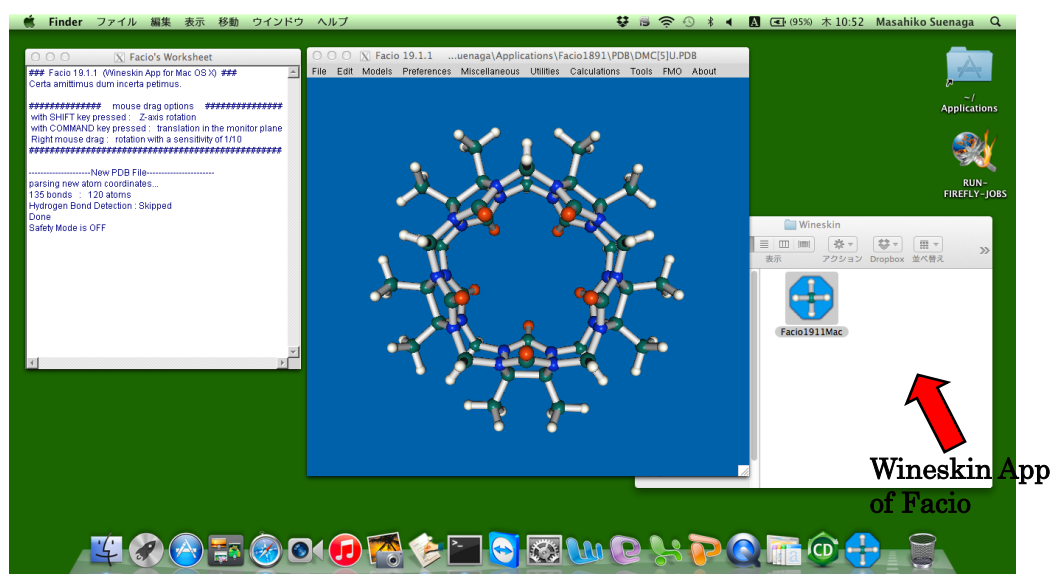 Finder ファイル 編集 表示 移動 ウインドウ ヘルプ
A (95%) 木 10:52 Masahiko Suenaga
Facio's Worksheet
### Facio 19.1.1 (Wineskin App for Mac OS X) ###
Certa amittimus dum incerta petimus.
############## mouse drag options ###############
with SHIFT key pressed : Z-axis rotation
with COMMAND key pressed : translation in the monitor plane
Right mouse drag : rotation with a sensitivity of 1/10
##################################################
---------------------New PDB File-----------------------
parsing new atom coordinates...
135 bonds : 120 atoms
Hydrogen Bond Detection : Skipped
Done
Safety Mode is OFF
Facio 19.1.1 ...uenaga\Applications\Facio1891\PDB\DMC[5]U.PDB
File Edit Models Preferences Miscellaneous Utilities Calculations Tools FMO About
~/
Applications
RUN-
FIREFLY-JOBS
Wineskin
表示 アクション Dropbox 並べ替え
Facio1911Mac
Wineskin App
of Facio
CD